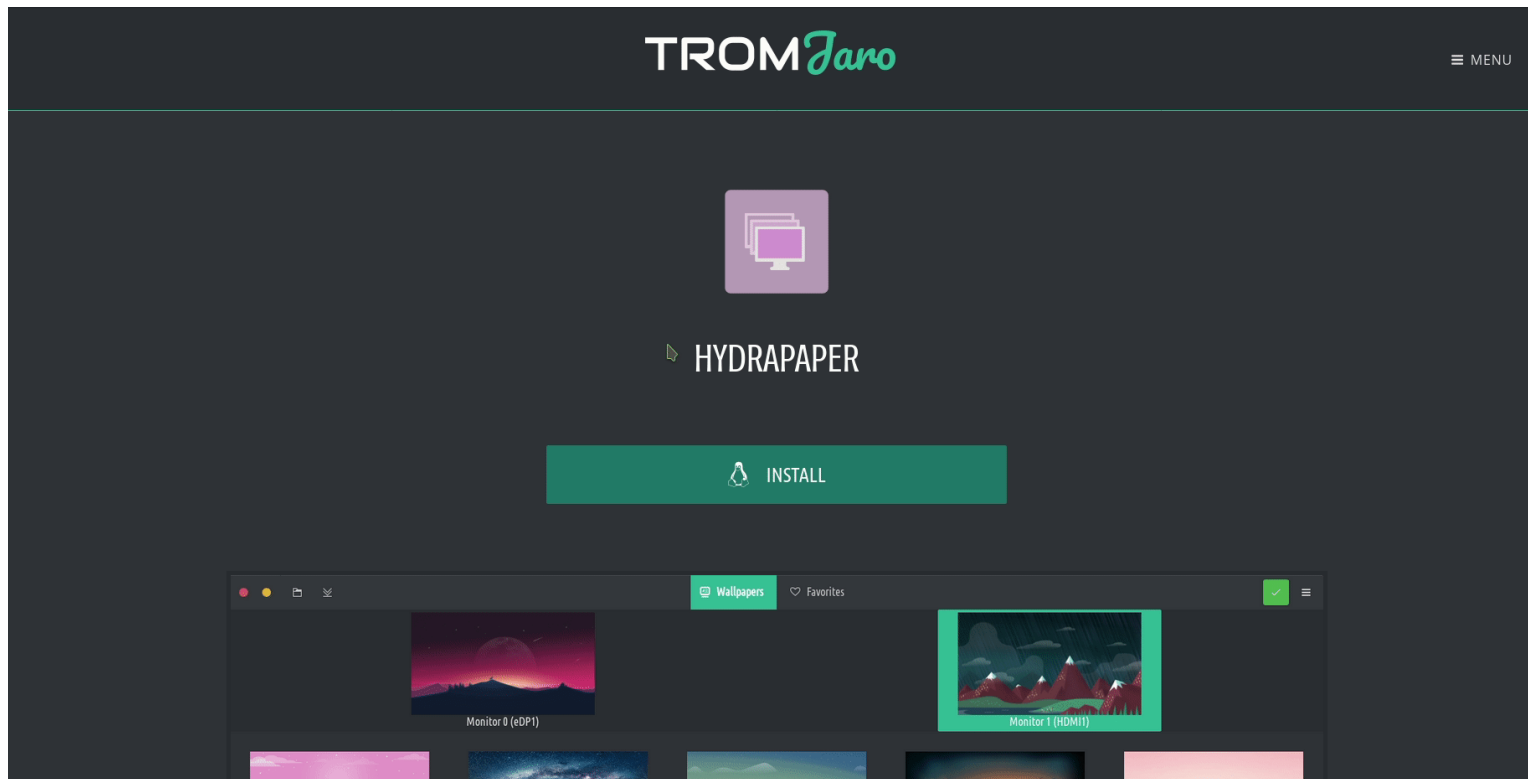 TROMJaro
MENU
HYDRAPAPER
INSTALL
Wallpapers
Favorites
Monitor 0 (eDP1)
Monitor 1 (HDMI1)